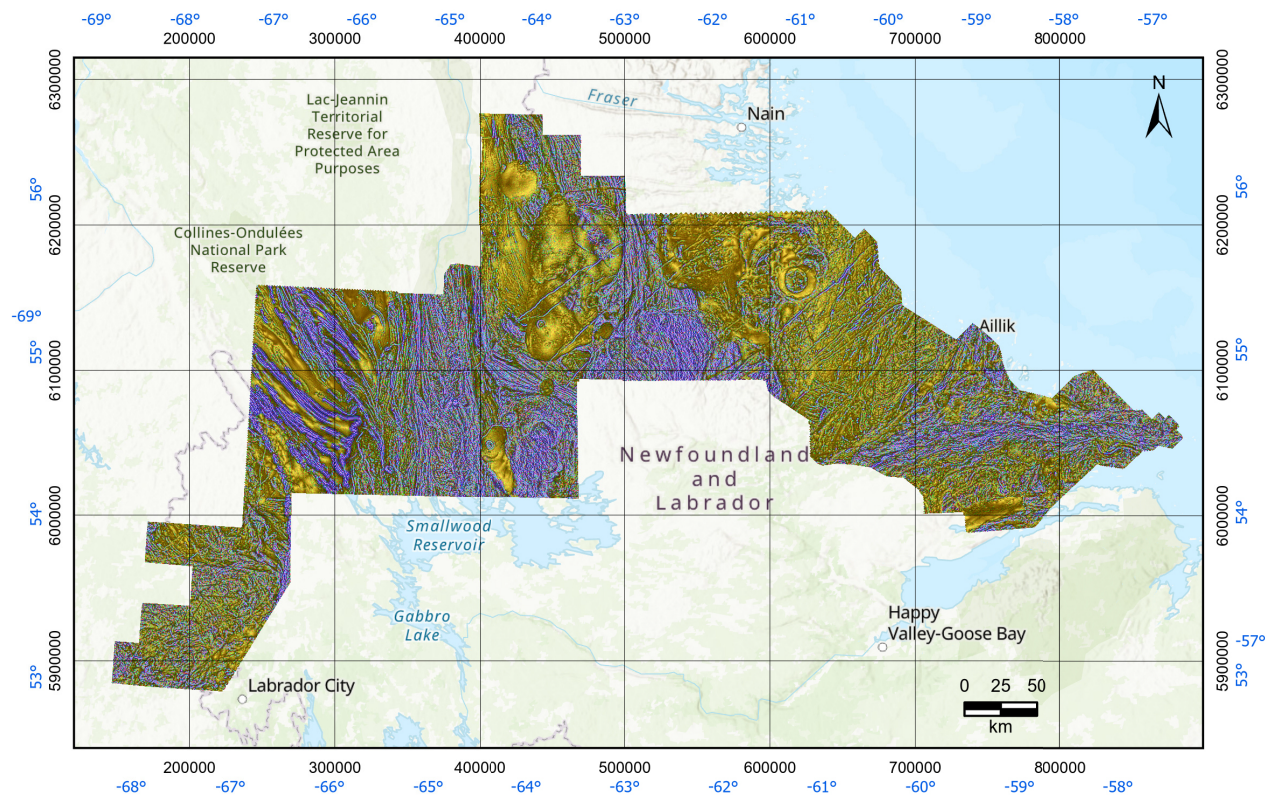 -69° -68° -67° -66° -65° -64° -63° -62° -61° -60° -59° -58° -57°
200000 300000 400000 500000 600000 700000 800000
6300000
6300000
N
Fraser
Nain
Lac-Jeannin
Territorial
Reserve for
Protected Area
Purposes
56°
56°
6200000
6200000
Collines-Ondulées
National Park
Reserve
-69°
Aillik
55°
55°
6100000
6100000
Newfoundland
and
Labrador
54°
54°
6000000
6000000
Smallwood
Reservoir
Gabbro
Lake
Happy
Valley-Goose Bay
-57°
53°
53°
5900000
5900000
Labrador City
0 25 50
km
200000 300000 400000 500000 600000 700000 800000
-68° -67° -66° -65° -64° -63° -62° -61° -60° -59° -58°